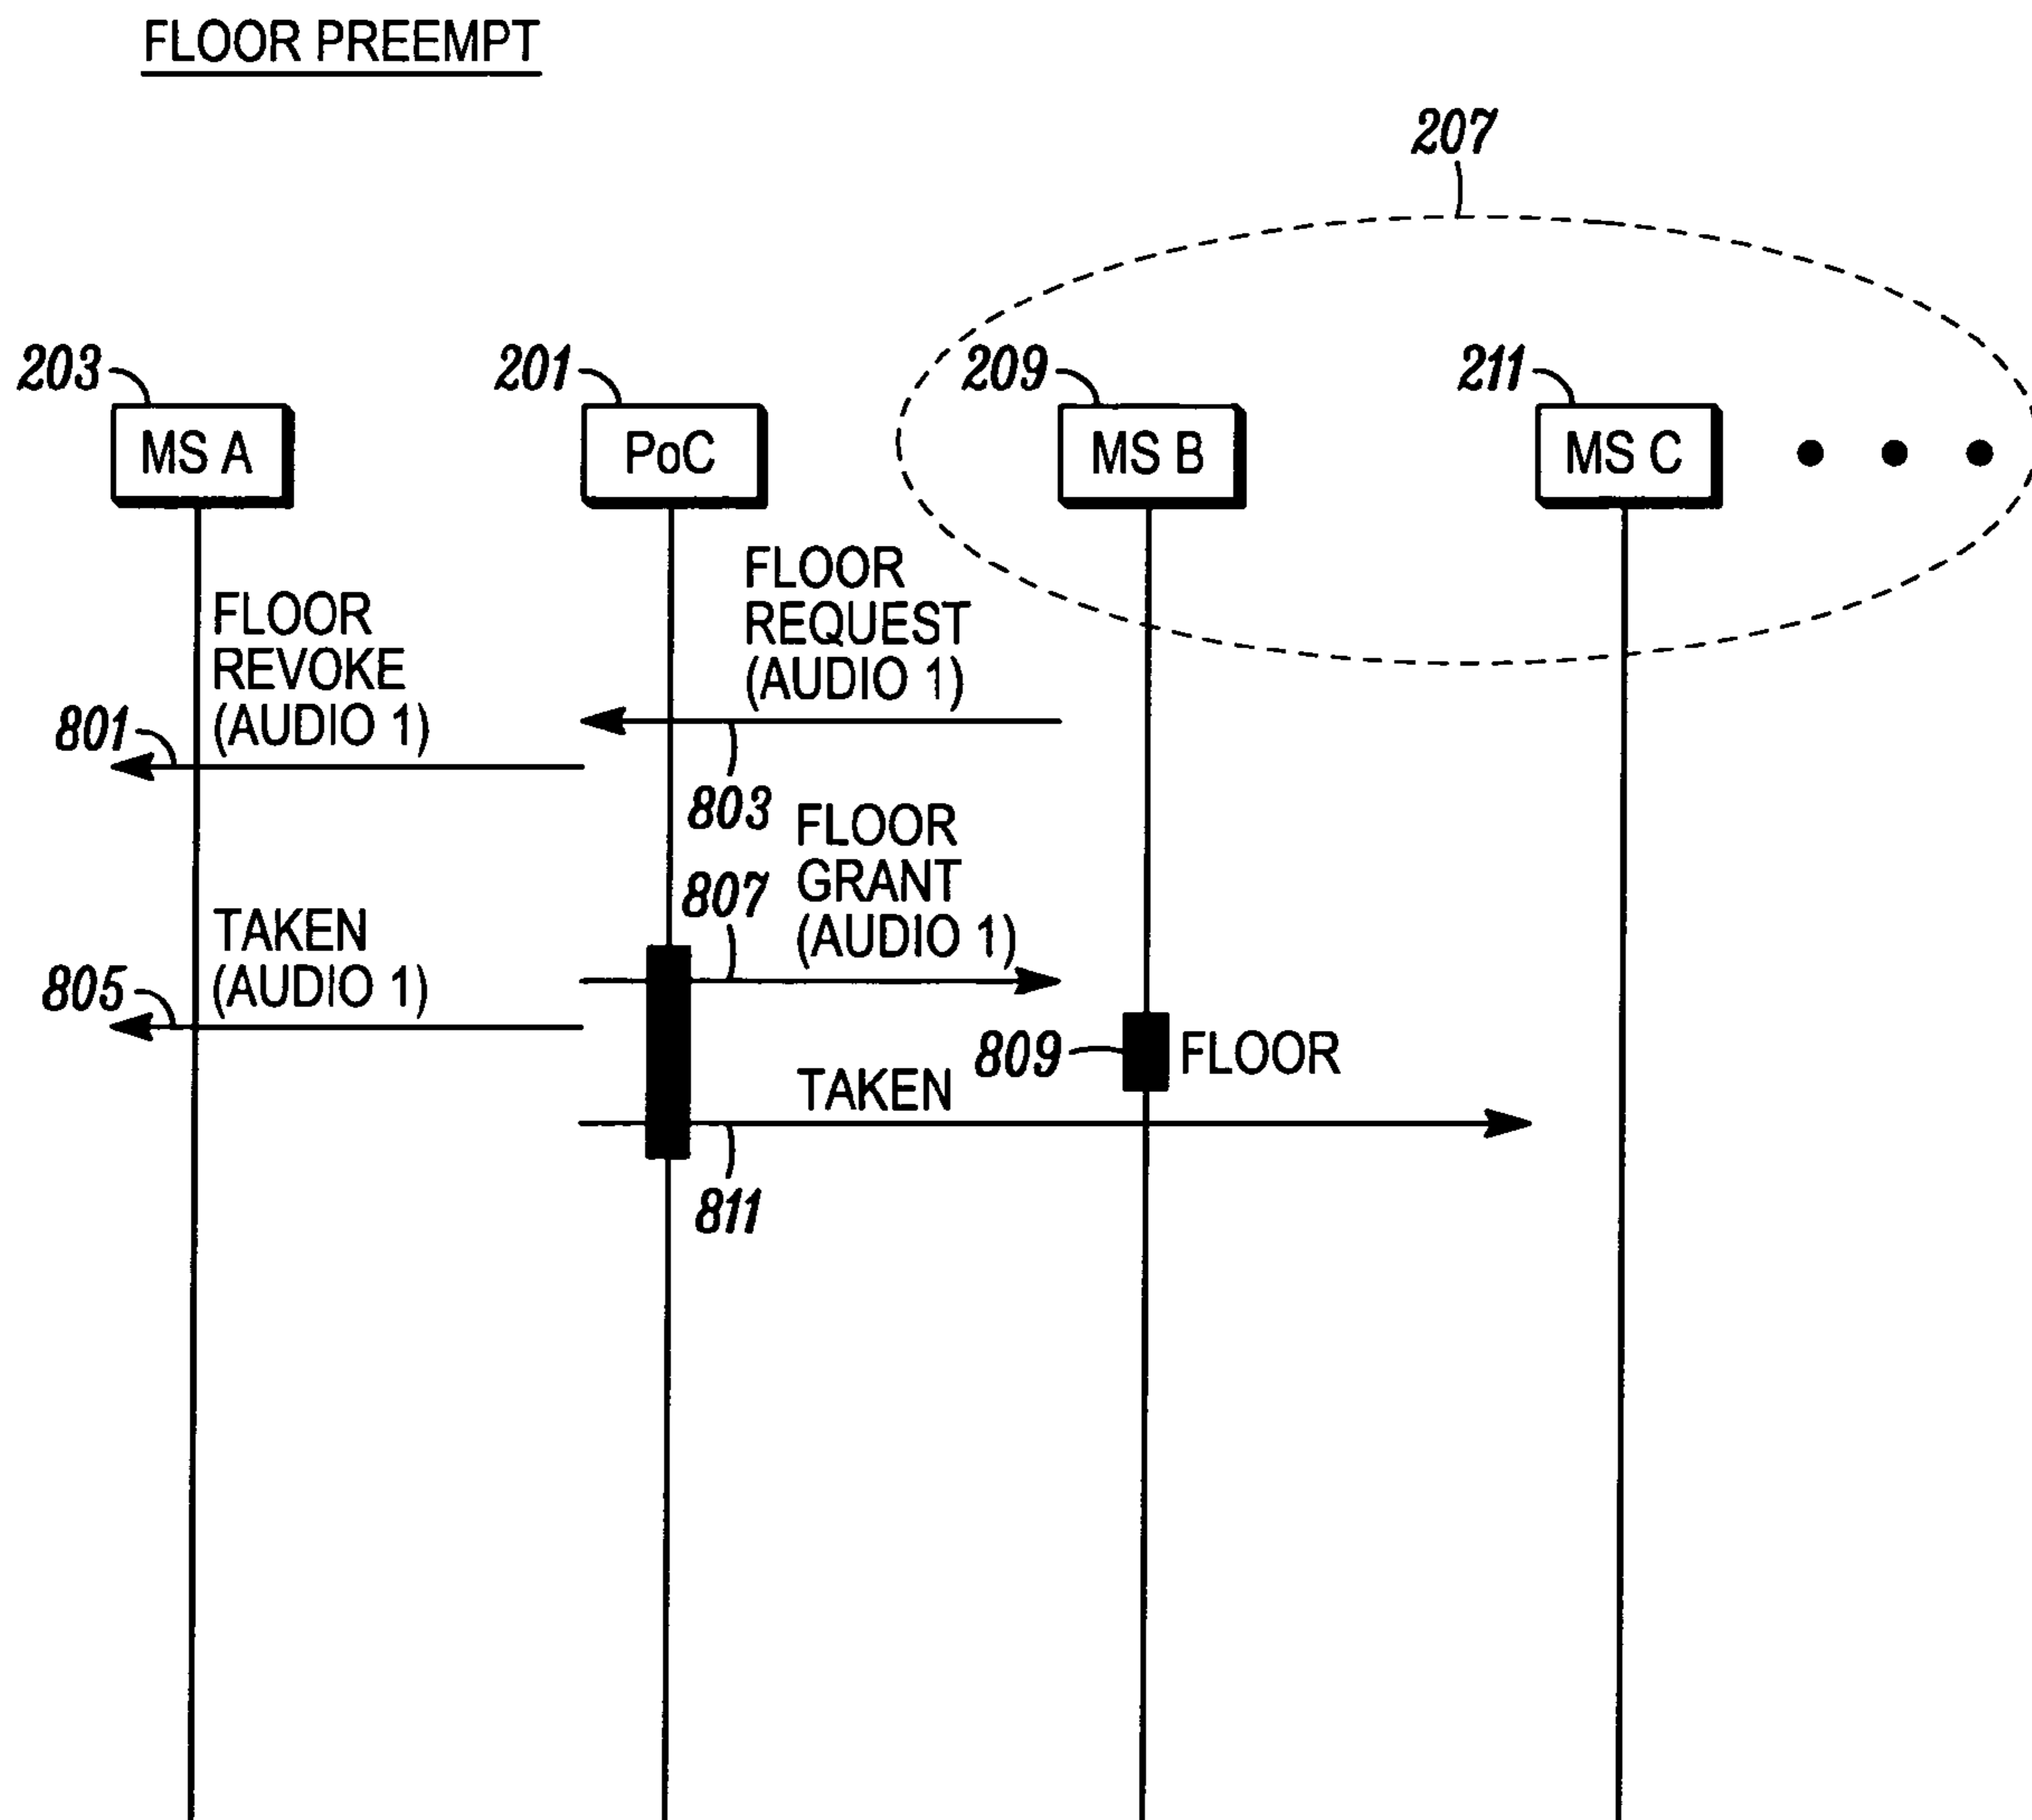 FLOOR PREEMPT
207
203
201
209
211
MS A
PoC
MS B
MS C
FLOOR
REQUEST
(AUDIO 1)
FLOOR
REVOKE
(AUDIO 1)
801
803
FLOOR
GRANT
(AUDIO 1)
807
TAKEN
(AUDIO 1)
805
809
FLOOR
TAKEN
811